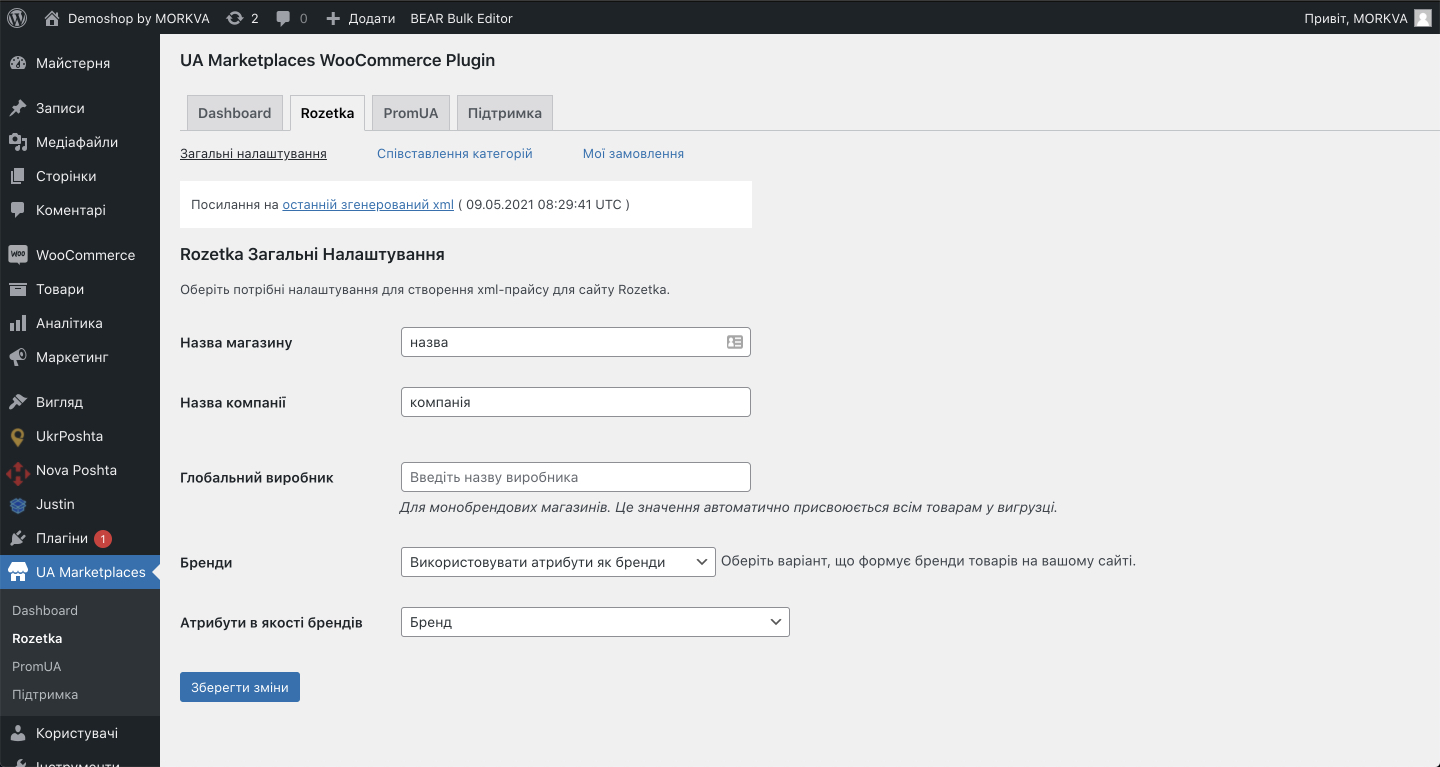 Demoshop by MORKVA 2 0 Додати BEAR Bulk Editor Привіт, MORKVA
Майстерня
Записи
Медіафайли
Сторінки
Коментарі
WooCommerce
Товари
Аналітика
Маркетинг
Вигляд
UkrPoshta
Nova Poshta
Justin
Плагіни 1
UA Marketplaces
Dashboard
Rozetka
PromUA
Підтримка
Користувачі
Інструменти
UA Marketplaces WooCommerce Plugin
Dashboard Rozetka PromUA Підтримка
Загальні налаштування Співставлення категорій Мої замовлення
Посилання на останній згенерований xml ( 09.05.2021 08:29:41 UTC )
Rozetka Загальні Налаштування
Оберіть потрібні налаштування для створення xml-прайсу для сайту Rozetka.
Назва магазину назва
Назва компанії компанія
Глобальний виробник Введіть назву виробника
Для монобрендових магазинів. Це значення автоматично присвоюється всім товарам у вигрузці.
Бренди Використовувати атрибути як бренди Оберіть варіант, що формує бренди товарів на вашому сайті.
Атрибути в якості брендів Бренд
Зберегти зміни